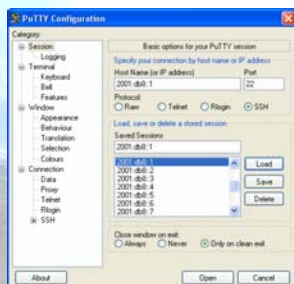 PuTTY Configuration
Category:
Session
Logging
Terminal
Keyboard
Bell
Features
Window
Appearance
Behaviour
Translation
Selection
Colours
Connection
Data
Proxy
Telnet
Rlogin
SSH
Basic options for your PuTTY session
Specify your connection by host name or IP address
Host Name (or IP address)
Port
2001:db8::1
22
Protocol:
Raw
Telnet
Rlogin
SSH
Load, save or delete a stored session
Saved Sessions
2001:db8::1
2001:db8::1
2001:db8::2
2001:db8::3
2001:db8::4
2001:db8::5
2001:db8::6
2001:db8::7
Load
Save
Delete
Close window on exit:
Always
Never
Only on clean exit
About
Open
Cancel